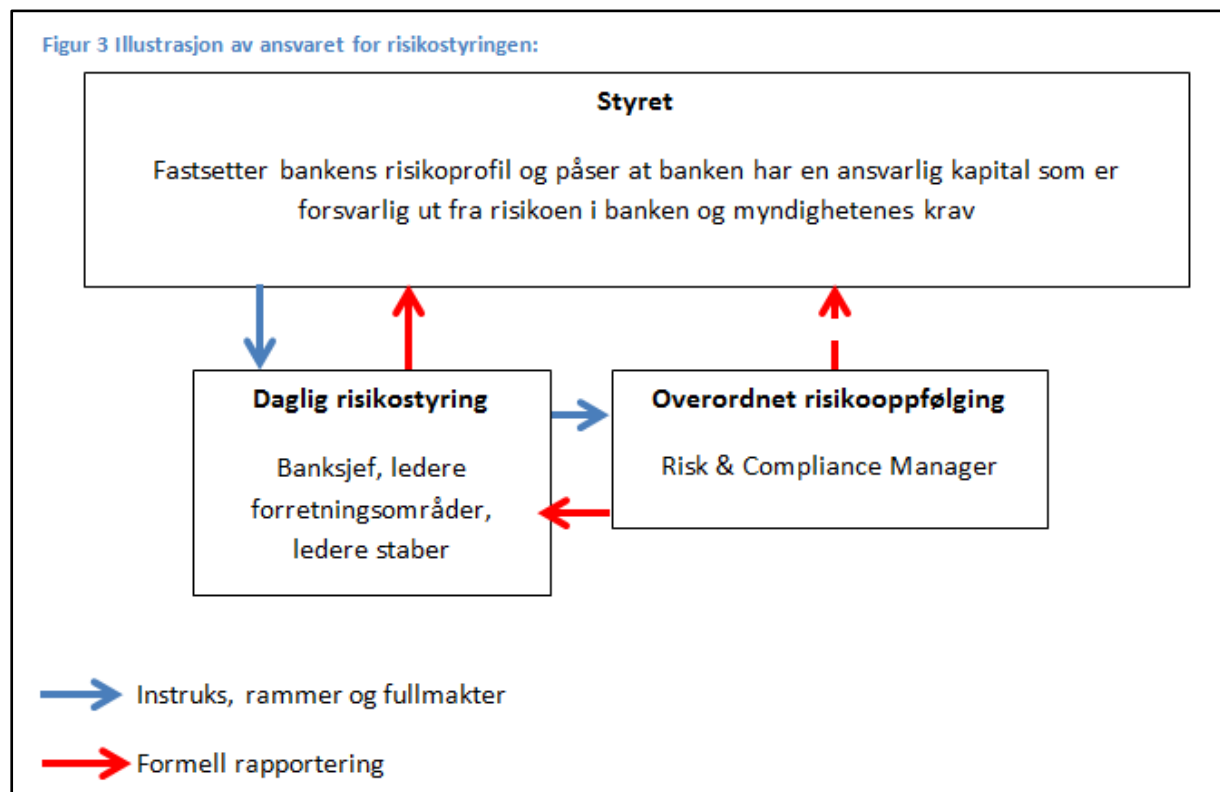 Figur 3 Illustrasjon av ansvaret for risikostyringen:
Styret
Fastsetter bankens risikoprofil og påser at banken har en ansvarlig kapital som er
forsvarlig ut fra risikoen i banken og myndighetenes krav
Daglig risikostyring
Banksjef, ledere
forretningsområder,
ledere staber
Overordnet risikooppfølging
Risk & Compliance Manager
Instruks, rammer og fullmakter
Formell rapportering